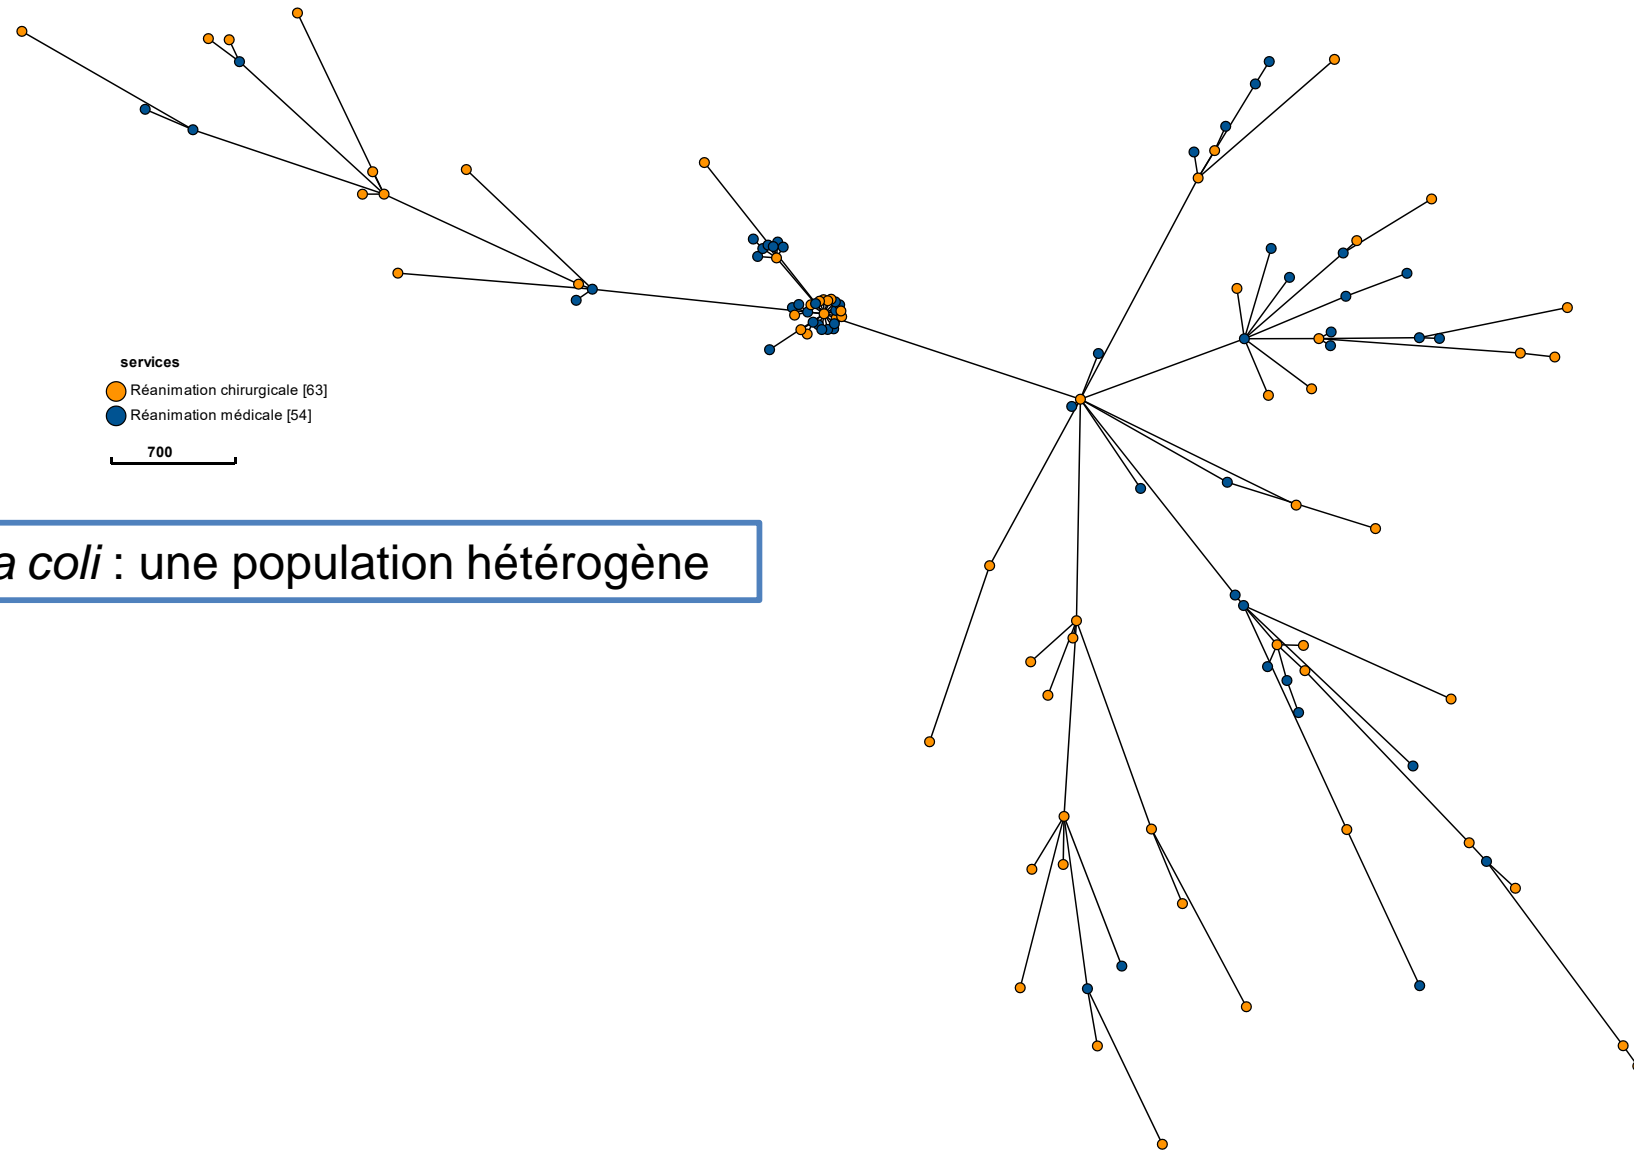 services
Réanimation chirurgicale [63]
Réanimation médicale [54]
700
a coli : une population hétérogène